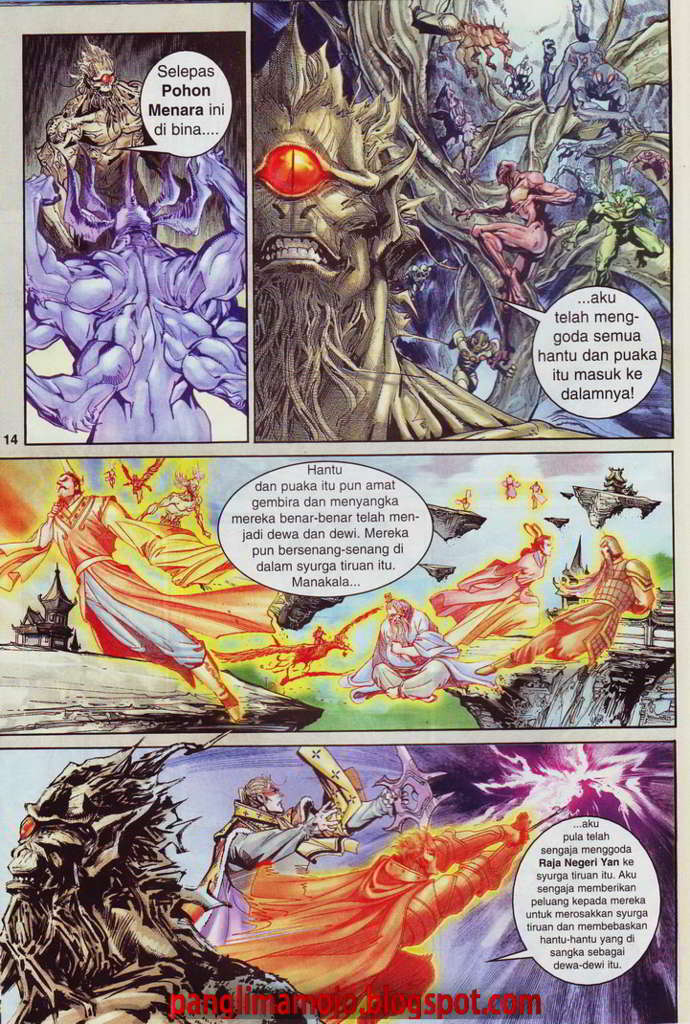 Selepas
Pohon
Menara ini
di bina....
...aku
telah meng-
goda semua
hantu dan puaka
itu masuk ke
dalamnya!
14
Hantu
dan puaka itu pun amat
gembira dan menyangka
mereka benar-benar telah men-
jadi dewa dan dewi. Mereka
pun bersenang-senang di
dalam syurga tiruan itu.
Manakala...
...aku
pula telah
sengaja menggoda
Raja Negeri Yan ke
syurga tiruan itu. Aku
sengaja memberikan
peluang kepada mereka
untuk merosakkan syurga
tiruan dan membebaskan
hantu-hantu yang di
sangka sebagai
dewa-dewi itu.
panglimamoto.blogspot.com